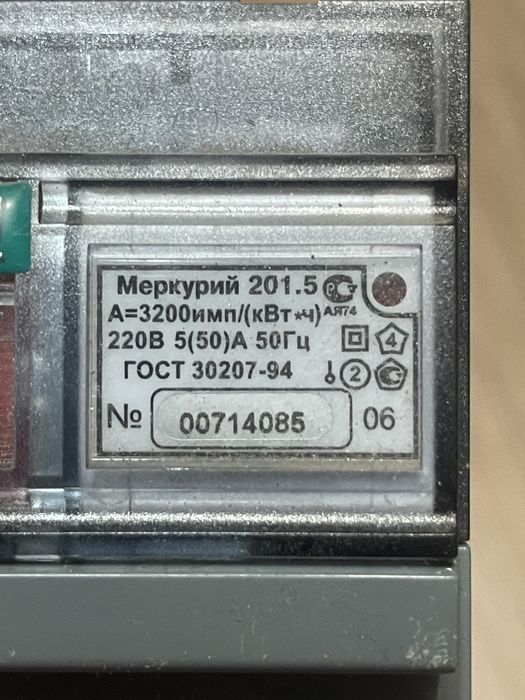 Меркурий 201.5
АЯ74
A=3200имп/(кВт*ч)
220В 5(50)А 50Гц
4
ГОСТ 30207-94
2
№ 00714085 06